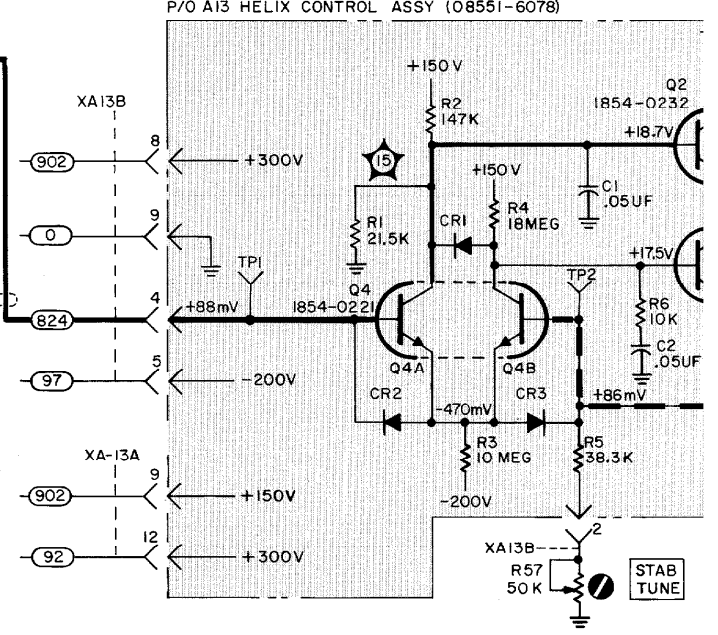 P/O A13 HELIX CONTROL ASSY (08551-6078)
+150V
XA13B
R2
147K
Q2
1854-0232
+18.7V
8
902
+300V
15
+150V
C1
.05UF
9
0
R1
21.5K
CR1
R4
18MEG
TP1
+17.5V
4
824
+88mV
Q4
1854-0221
TP2
R6
10K
C2
.05UF
5
97
-200V
Q4A
Q4B
CR2
-470mV
CR3
+86mV
XA-13A
R3
10 MEG
R5
38.3K
9
902
+150V
-200V
12
92
+300V
2
XA13B
R57
50K
STAB
TUNE